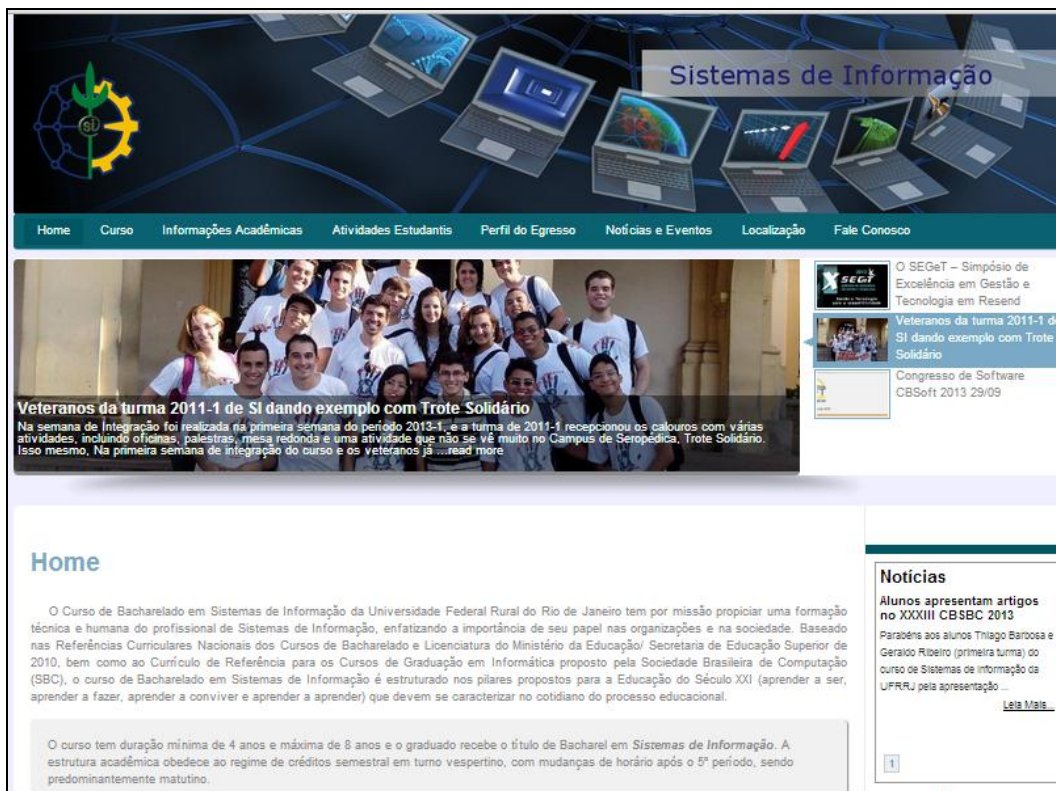 Sistemas de Informação
si
Home Curso Informações Acadêmicas Atividades Estudantis Perfil do Egresso Notícias e Eventos Localização Fale Conosco
Veteranos da turma 2011-1 de SI dando exemplo com Trote Solidário
Na semana de Integração foi realizada na primeira semana do período 2013-1, e a turma de 2011-1 recepcionou os calouros com várias
atividades, incluindo oficinas, palestras, mesa redonda e uma atividade que não se vê muito no Campus de Seropédica, Trote Solidário.
Isso mesmo, Na primeira semana de integração do curso e os veteranos já ...read more
SEGeT
O SEGeT – Simpósio de
Excelência em Gestão e
Tecnologia em Resend
Veteranos da turma 2011-1 de
SI dando exemplo com Trote
Solidário
Congresso de Software
CBSoft 2013 29/09
Home
O Curso de Bacharelado em Sistemas de Informação da Universidade Federal Rural do Rio de Janeiro tem por missão propiciar uma formação
técnica e humana do profissional de Sistemas de Informação, enfatizando a importância de seu papel nas organizações e na sociedade. Baseado
nas Referências Curriculares Nacionais dos Cursos de Bacharelado e Licenciatura do Ministério da Educação/ Secretaria de Educação Superior de
2010, bem como ao Currículo de Referência para os Cursos de Graduação em Informática proposto pela Sociedade Brasileira de Computação
(SBC), o curso de Bacharelado em Sistemas de Informação é estruturado nos pilares propostos para a Educação do Século XXI (aprender a ser,
aprender a fazer, aprender a conviver e aprender a aprender) que devem se caracterizar no cotidiano do processo educacional.
O curso tem duração mínima de 4 anos e máxima de 8 anos e o graduado recebe o título de Bacharel em Sistemas de Informação. A
estrutura acadêmica obedece ao regime de créditos semestral em turno vespertino, com mudanças de horário após o 5º período, sendo
predominantemente matutino.
Notícias
Alunos apresentam artigos
no XXXIII CBSBC 2013
Parabéns aos alunos Thiago Barbosa e
Geraldo Ribeiro (primeira turma) do
curso de Sistemas de Informação da
UFRRJ pela apresentação ...
Leia Mais...
1